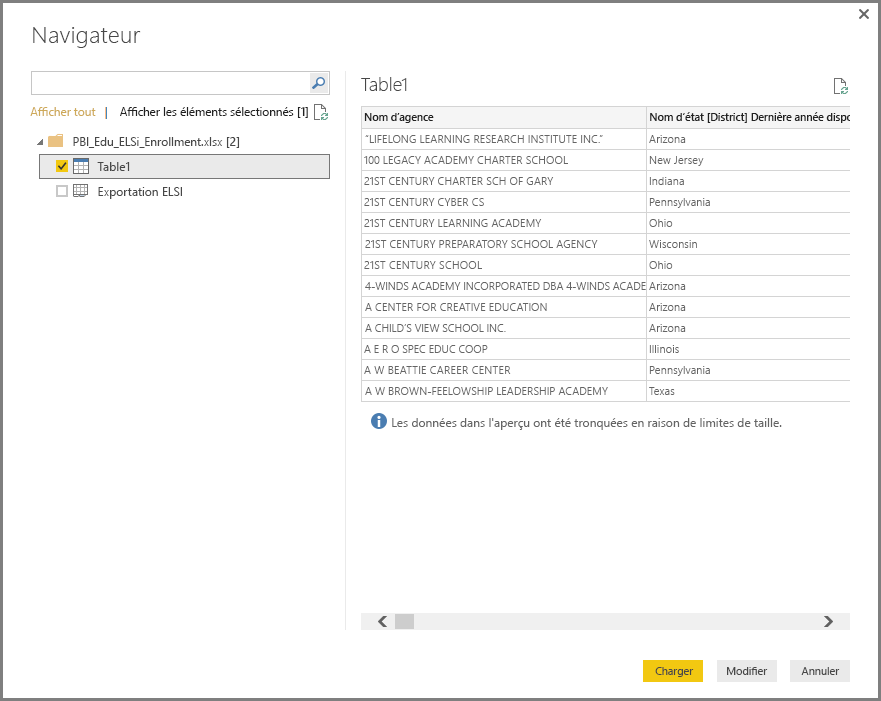 Navigateur
Afficher tout | Afficher les éléments sélectionnés [1]
PBI_Edu_ELSi_Enrollment.xlsx [2]
Table1
Exportation ELSI
Table1
Nom d’agence Nom d’état [District] Dernière année dispo
“LIFELONG LEARNING RESEARCH INSTITUTE INC.” Arizona
100 LEGACY ACADEMY CHARTER SCHOOL New Jersey
21ST CENTURY CHARTER SCH OF GARY Indiana
21ST CENTURY CYBER CS Pennsylvania
21ST CENTURY LEARNING ACADEMY Ohio
21ST CENTURY PREPARATORY SCHOOL AGENCY Wisconsin
21ST CENTURY SCHOOL Ohio
4-WINDS ACADEMY INCORPORATED DBA 4-WINDS ACADE Arizona
A CENTER FOR CREATIVE EDUCATION Arizona
A CHILD’S VIEW SCHOOL INC. Arizona
A E R O SPEC EDUC COOP Illinois
A W BEATTIE CAREER CENTER Pennsylvania
A W BROWN-FEELOWSHIP LEADERSHIP ACADEMY Texas
Les données dans l'aperçu ont été tronquées en raison de limites de taille.
Charger Modifier Annuler